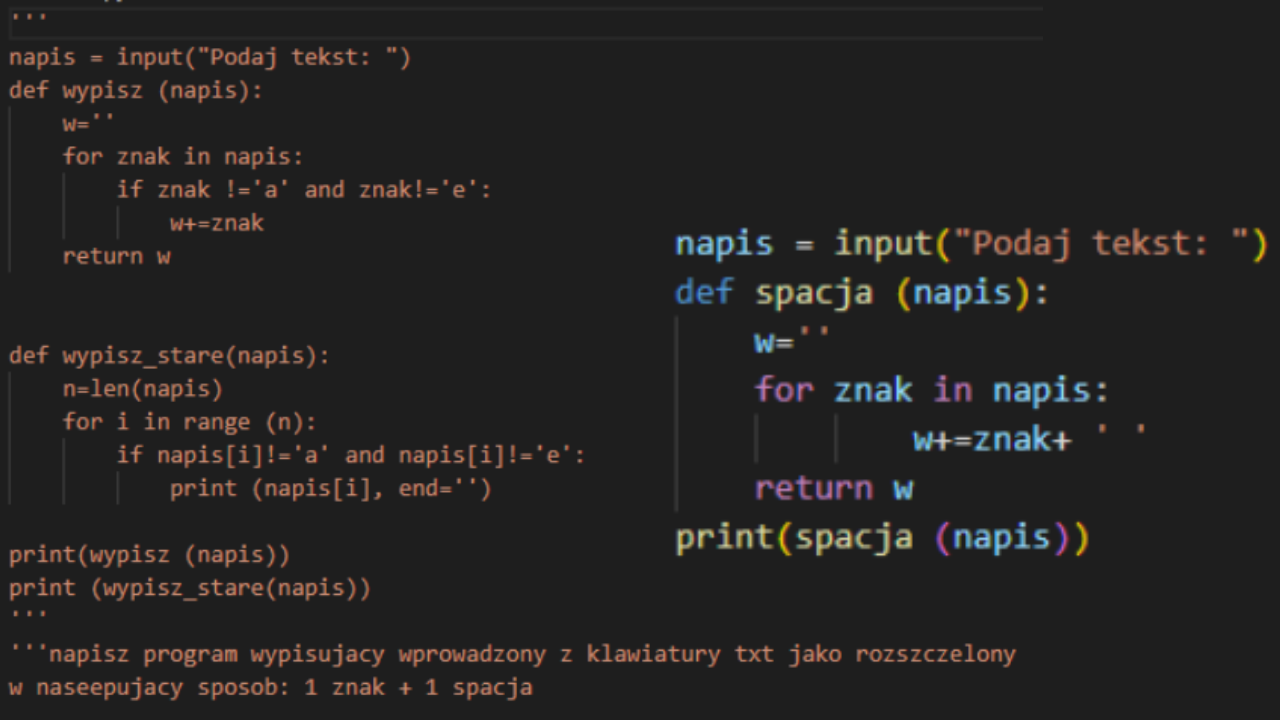 '''
napis = input("Podaj tekst: ")
def wypisz (napis):
    w=''
    for znak in napis:
        if znak !='a' and znak!='e':
            w+=znak
    return w
def wypisz_stare(napis):
    n=len(napis)
    for i in range (n):
        if napis[i]!='a' and napis[i]!='e':
            print (napis[i], end='')
print(wypisz (napis))
print (wypisz_stare(napis))
'''
'''napisz program wypisujacy wprowadzony z klawiatury txt jako rozszczelony
w naseepujacy sposob: 1 znak + 1 spacja
napis = input("Podaj tekst: ")
def spacja (napis):
    w=''
    for znak in napis:
            w+=znak+ ' '
    return w
print(spacja (napis))